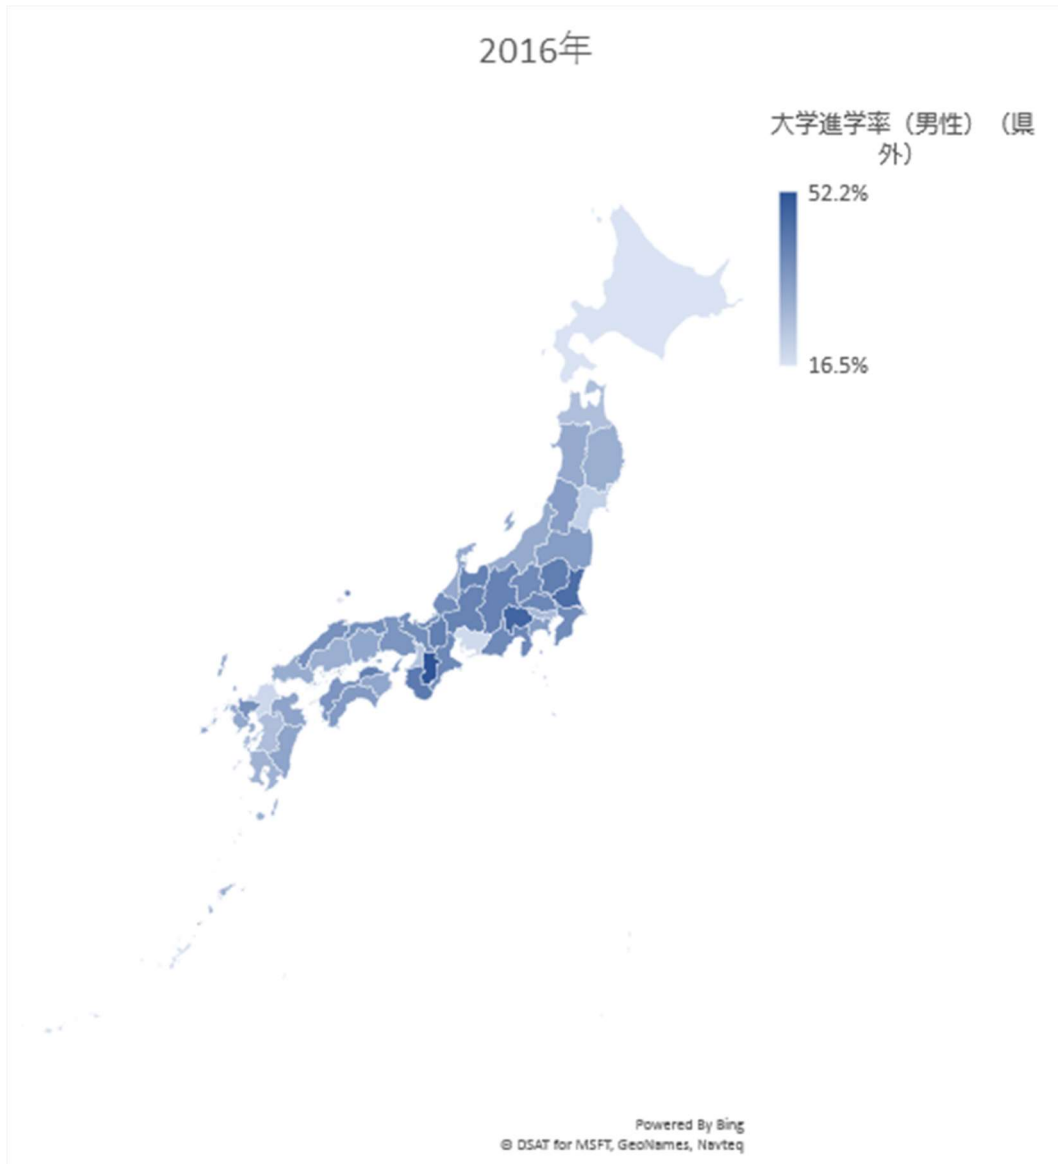 2016年
大学進学率（男性）（県
外）
52.2%
16.5%
Powered By Bing
© DSAT for MSFT, GeoNames, Navteq